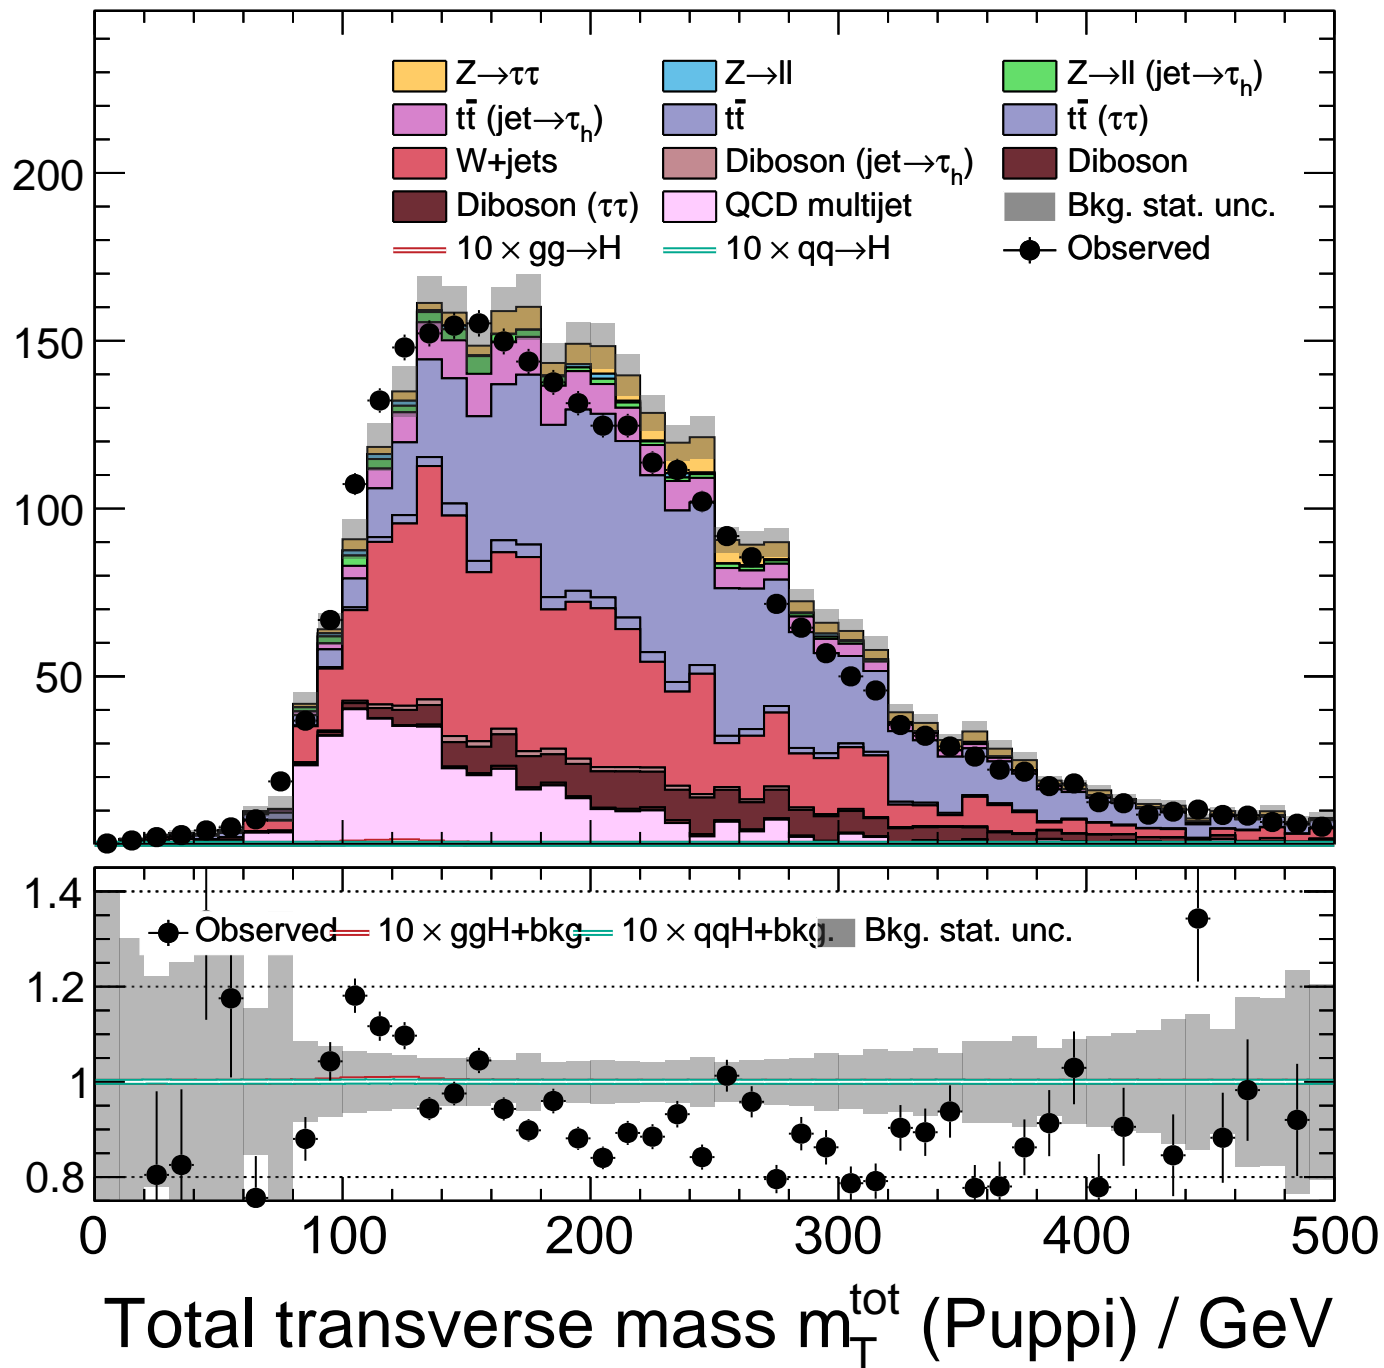 Z→ττ Z→ll Z→ll (jet→τh)
tt̄ (jet→τh) tt̄ tt̄ (ττ)
W+jets Diboson (jet→τh) Diboson
Diboson (ττ) QCD multijet Bkg. stat. unc.
10 × gg→H 10 × qq→H Observed
200
150
100
50
1.4
Observed 10 × ggH+bkg. 10 × qqH+bkg. Bkg. stat. unc.
1.2
1
0.8
0 100 200 300 400 500
Total transverse mass m_T^tot (Puppi) / GeV